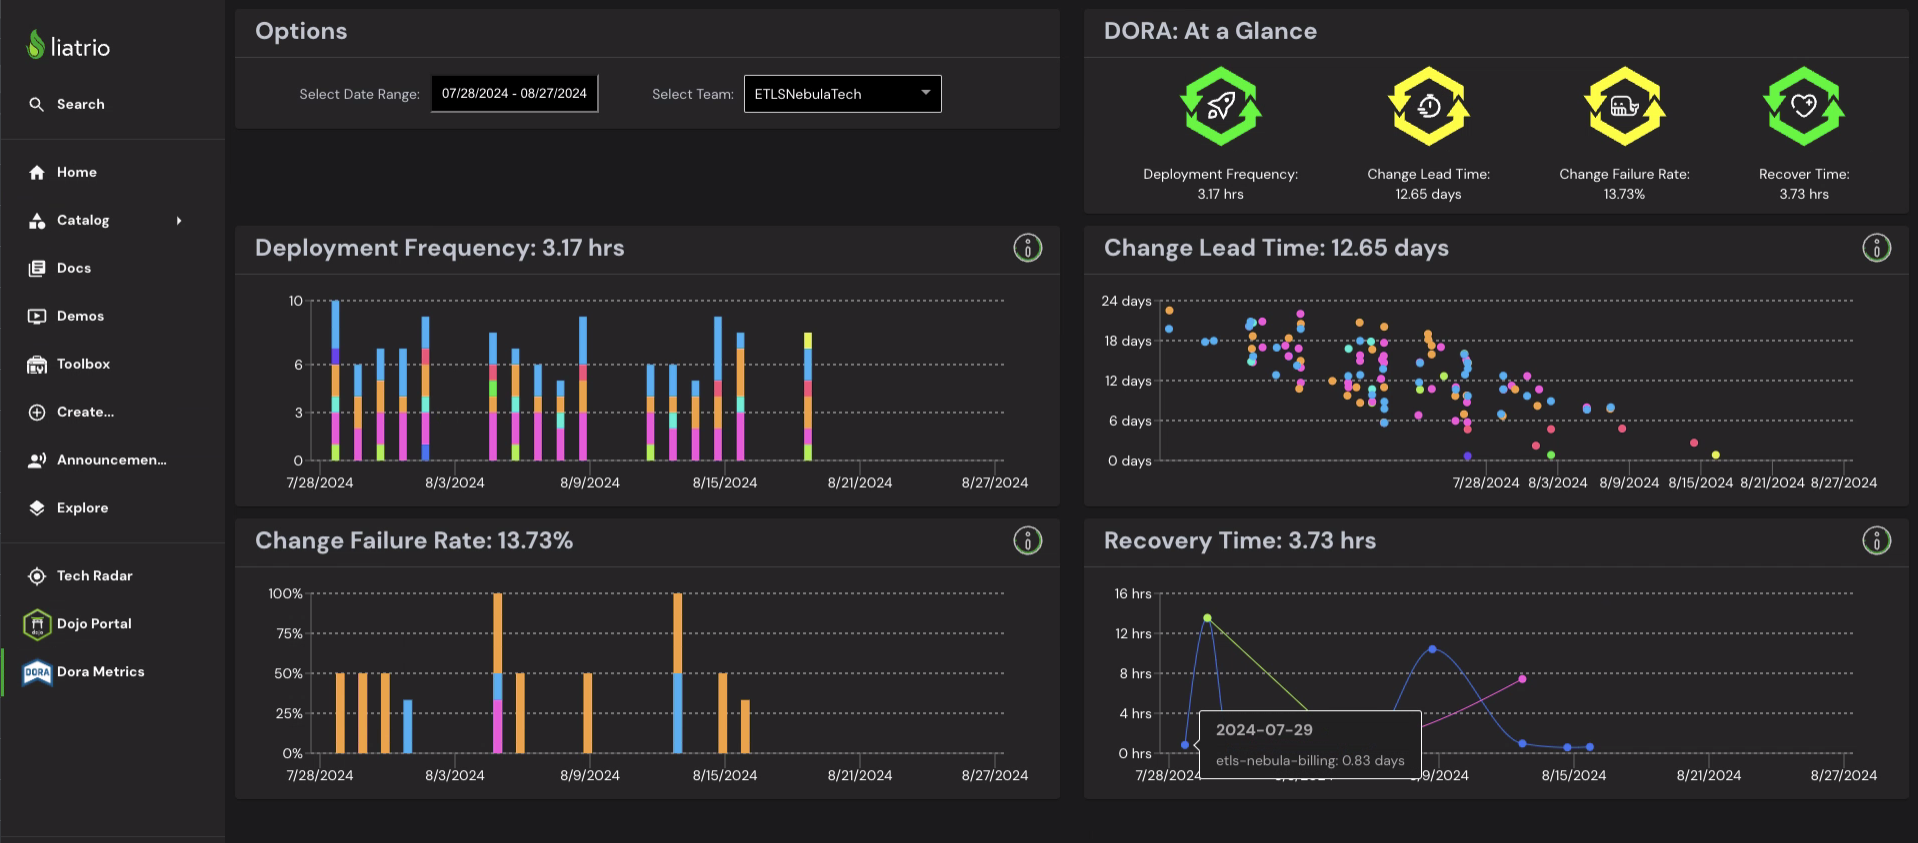 liatrio
Search
Home
Catalog
Docs
Demos
Toolbox
Create...
Announcemen...
Explore
Tech Radar
dojo
Dojo Portal
DORA
Dora Metrics
Options
Select Date Range: 07/28/2024 - 08/27/2024
Select Team: ETLSNebulaTech
DORA: At a Glance
Deployment Frequency:
3.17 hrs
Change Lead Time:
12.65 days
Change Failure Rate:
13.73%
Recover Time:
3.73 hrs
Deployment Frequency: 3.17 hrs
10
6
3
0
7/28/2024 8/3/2024 8/9/2024 8/15/2024 8/21/2024 8/27/2024
Change Lead Time: 12.65 days
24 days
18 days
12 days
6 days
0 days
7/28/2024 8/3/2024 8/9/2024 8/15/2024 8/21/2024 8/27/2024
Change Failure Rate: 13.73%
100%
75%
50%
25%
0%
7/28/2024 8/3/2024 8/9/2024 8/15/2024 8/21/2024 8/27/2024
Recovery Time: 3.73 hrs
16 hrs
12 hrs
8 hrs
4 hrs
0 hrs
2024-07-29
etls-nebula-billing: 0.83 days
7/28/2024 /9/2024 8/15/2024 8/21/2024 8/27/2024